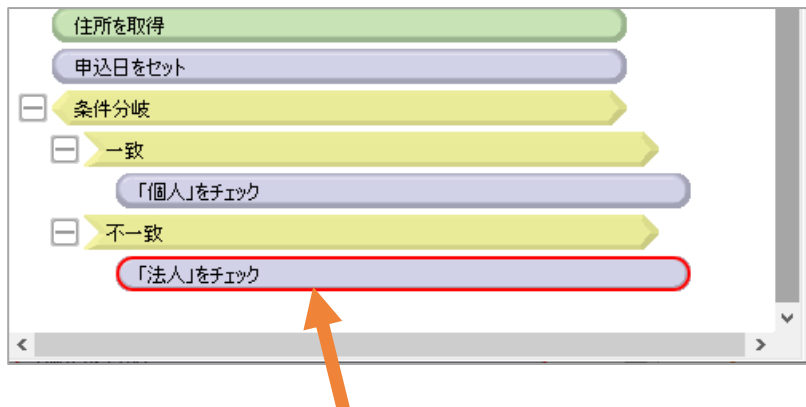 住所を取得
申込日をセット
条件分岐
一致
「個人」をチェック
不一致
「法人」をチェック